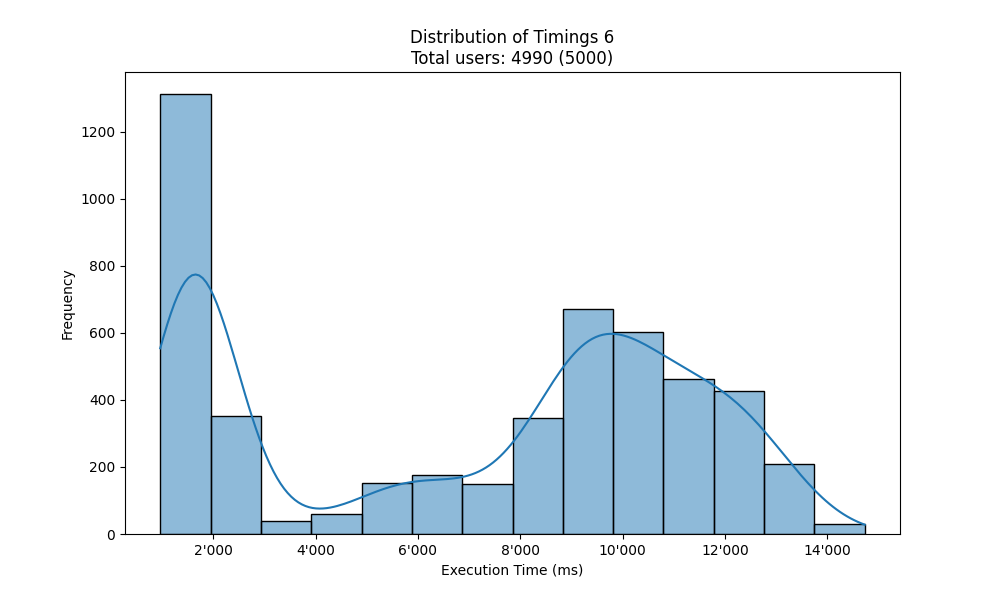 Distribution of Timings 6
Total users: 4990 (5000)
1200
1000
800
600
400
200
0
Frequency
2'000 4'000 6'000 8'000 10'000 12'000 14'000
Execution Time (ms)